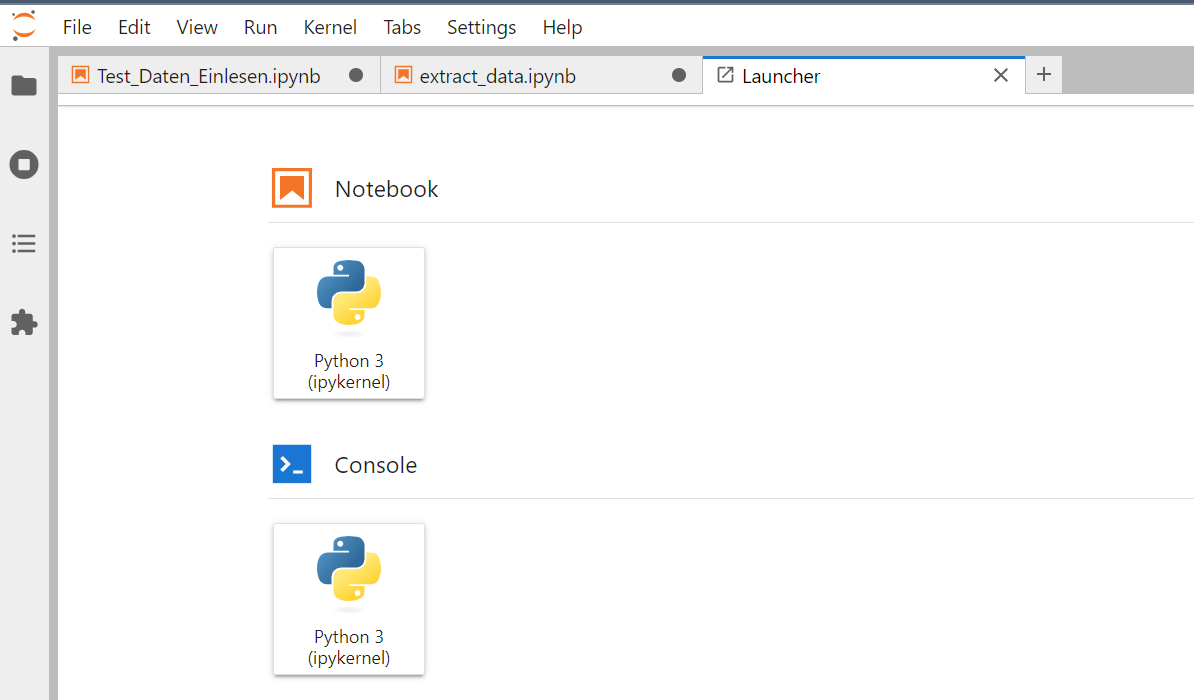 File Edit View Run Kernel Tabs Settings Help
Test_Daten_Einlesen.ipynb extract_data.ipynb Launcher
Notebook
Python 3
(ipykernel)
Console
Python 3
(ipykernel)